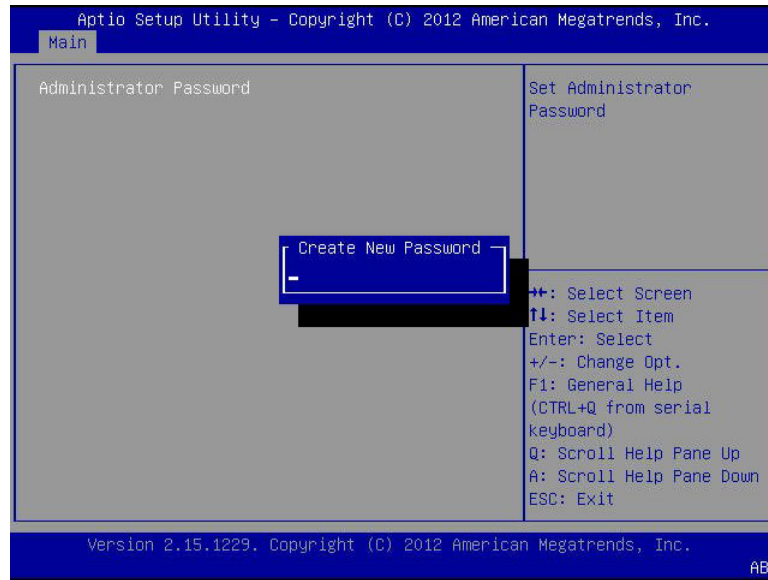 Aptio Setup Utility – Copyright (C) 2012 American Megatrends, Inc.
Main
Administrator Password
Set Administrator
Password
Create New Password
→←: Select Screen
↑↓: Select Item
Enter: Select
+/-: Change Opt.
F1: General Help
(CTRL+Q from serial
keyboard)
Q: Scroll Help Pane Up
A: Scroll Help Pane Down
ESC: Exit
Version 2.15.1229. Copyright (C) 2012 American Megatrends, Inc.
AB